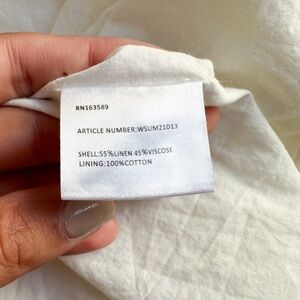 RN163589
ARTICLE NUMBER:WSUM21D13
SHELL:55%LINEN 45%VISCOSE
LINING:100%COTTON